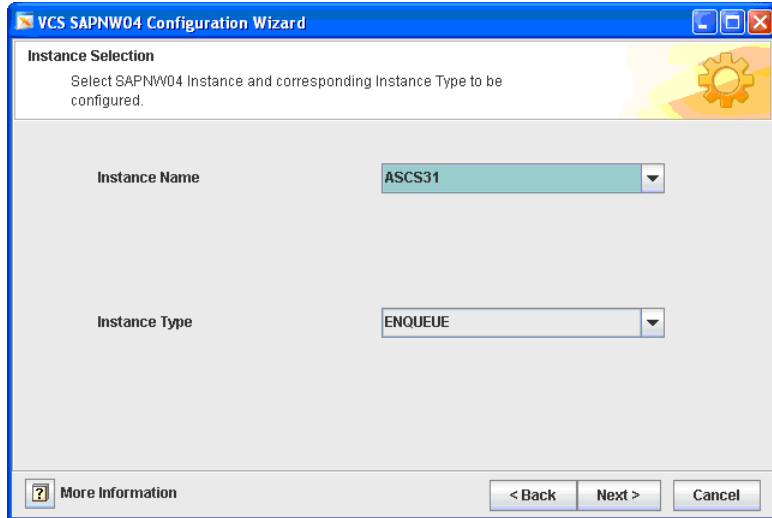 VCS SAPNW04 Configuration Wizard
Instance Selection
Select SAPNW04 Instance and corresponding Instance Type to be
configured.
Instance Name
ASCS31
Instance Type
ENQUEUE
? More Information
< Back
Next >
Cancel